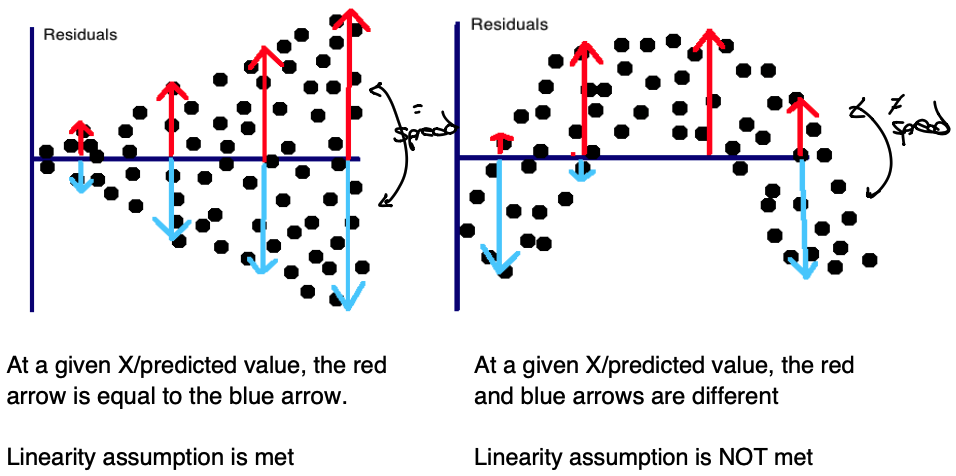 Residuals
=
spread
At a given X/predicted value, the red
arrow is equal to the blue arrow.
Linearity assumption is met
Residuals
≠
spread
At a given X/predicted value, the red
and blue arrows are different
Linearity assumption is NOT met